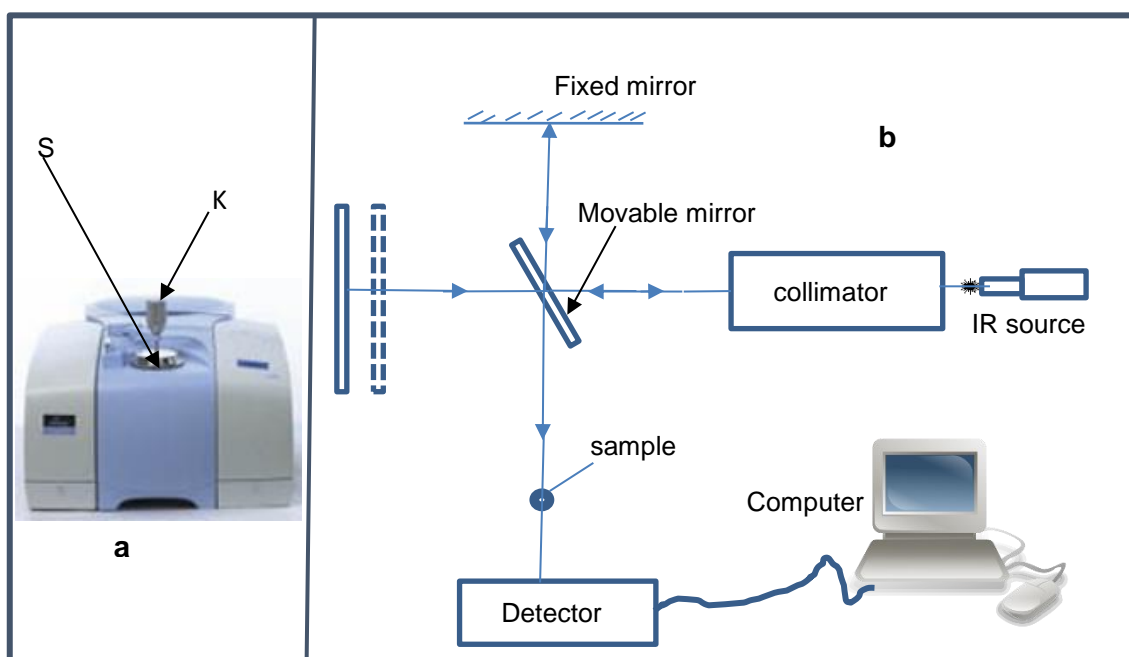 S
K
a
Fixed mirror
b
Movable mirror
collimator
IR source
sample
Computer
Detector